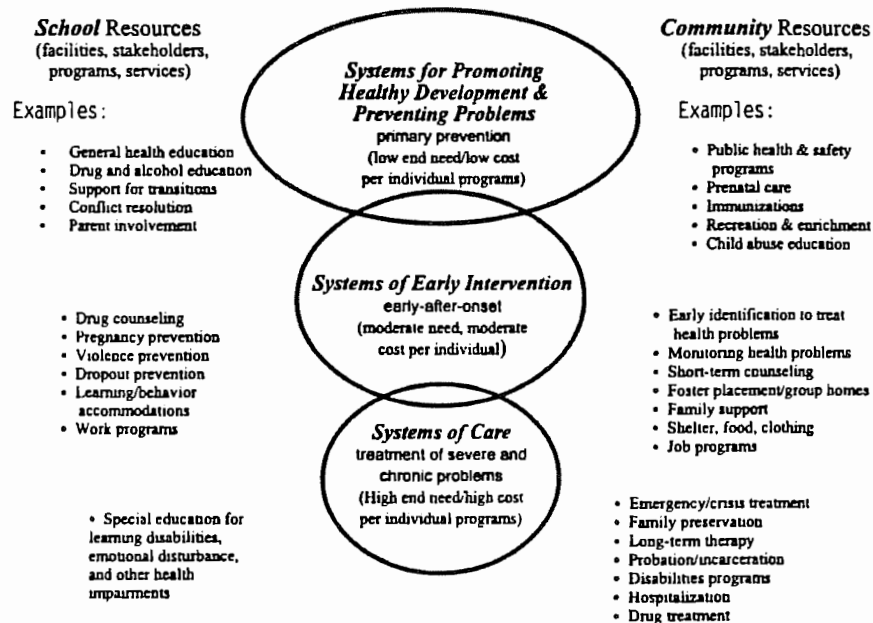 School Resources
(facilities, stakeholders,
programs, services)
Examples:
• General health education
• Drug and alcohol education
• Support for transitions
• Conflict resolution
• Parent involvement
• Drug counseling
• Pregnancy prevention
• Violence prevention
• Dropout prevention
• Learning/behavior
accommodations
• Work programs
• Special education for
learning disabilities,
emotional disturbance,
and other health
impairments
Systems for Promoting
Healthy Development &
Preventing Problems
primary prevention
(low end need/low cost
per individual programs)
Systems of Early Intervention
early-after-onset
(moderate need, moderate
cost per individual)
Systems of Care
treatment of severe and
chronic problems
(High end need/high cost
per individual programs)
Community Resources
(facilities, stakeholders,
programs, services)
Examples:
• Public health & safety
programs
• Prenatal care
• Immunizations
• Recreation & enrichment
• Child abuse education
• Early identification to treat
health problems
• Monitoring health problems
• Short-term counseling
• Foster placement/group homes
• Family support
• Shelter, food, clothing
• Job programs
• Emergency/crisis treatment
• Family preservation
• Long-term therapy
• Probation/incarceration
• Disabilities programs
• Hospitalization
• Drug treatment